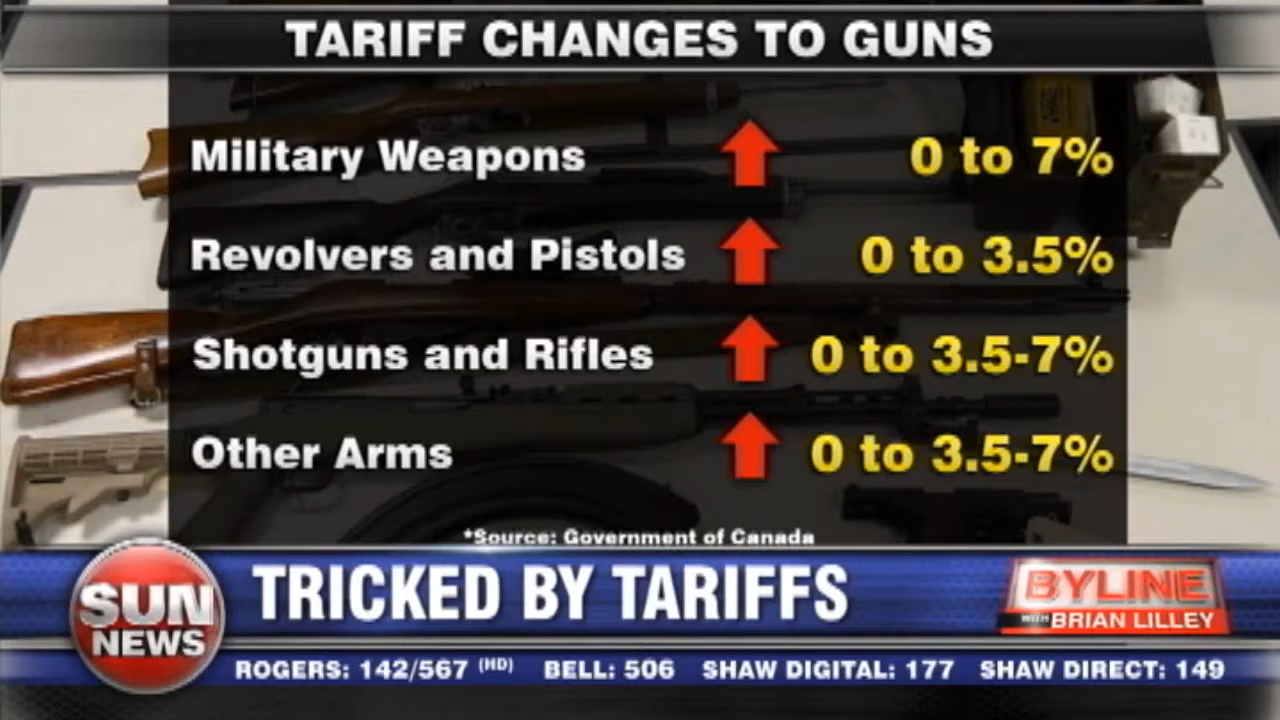 TARIFF CHANGES TO GUNS
Military Weapons 0 to 7%
Revolvers and Pistols 0 to 3.5%
Shotguns and Rifles 0 to 3.5-7%
Other Arms 0 to 3.5-7%
*Source: Government of Canada
SUN
NEWS
TRICKED BY TARIFFS
BYLINE
WITH BRIAN LILLEY
ROGERS: 142/567 (HD) BELL: 506 SHAW DIGITAL: 177 SHAW DIRECT: 149